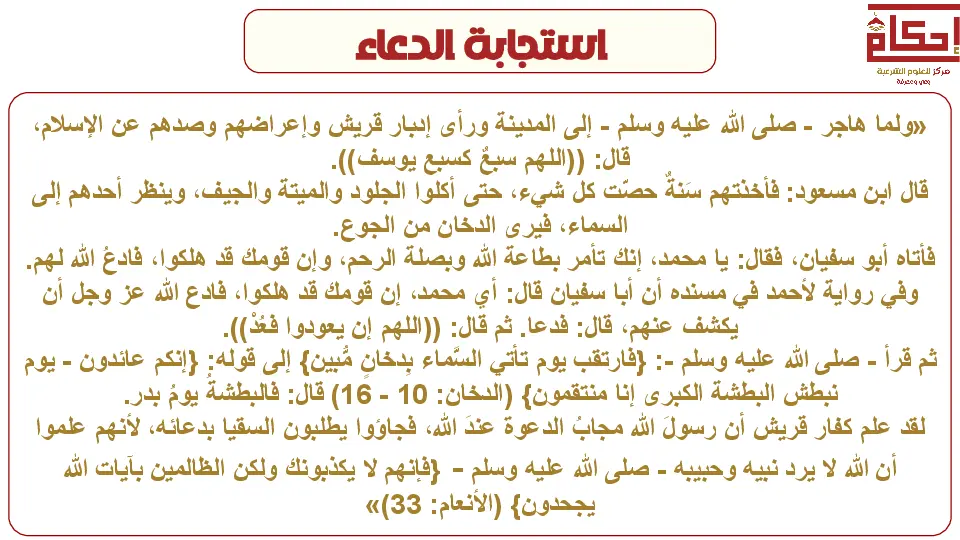 استجابة الدعاء
إحكام
مركز للعلوم الشرعية
وعي ومعرفة
«ولما هاجر - صلى الله عليه وسلم - إلى المدينة ورأى إدبار قريش وإعراضهم وصدهم عن الإسلام،
قال: ((اللهم سبعٌ كسبع يوسف)).
قال ابن مسعود: فأخذتهم سَنةٌ حصّت كل شيء، حتى أكلوا الجلود والميتة والجيف، وينظر أحدهم إلى
السماء، فيرى الدخان من الجوع.
فأتاه أبو سفيان، فقال: يا محمد، إنك تأمر بطاعة الله وبصلة الرحم، وإن قومك قد هلكوا، فادعُ الله لهم.
وفي رواية لأحمد في مسنده أن أبا سفيان قال: أي محمد، إن قومك قد هلكوا، فادع الله عز وجل أن
يكشف عنهم، قال: فدعا. ثم قال: ((اللهم إن يعودوا فعُدْ)).
ثم قرأ - صلى الله عليه وسلم -: {فارتقب يوم تأتي السَّماء بِدخانٍ مُّبين} إلى قوله: {إنكم عائدون - يوم
نبطش البطشة الكبرى إنا منتقمون} (الدخان: 10 - 16) قال: فالبطشةُ يومُ بدر.
لقد علم كفار قريش أن رسولَ الله مجابُ الدعوة عندَ الله، فجاؤوا يطلبون السقيا بدعائه، لأنهم علموا
أن الله لا يرد نبيه وحبيبه - صلى الله عليه وسلم - {فإنهم لا يكذبونك ولكن الظالمين بآيات الله
يجحدون} (الأنعام: 33)»